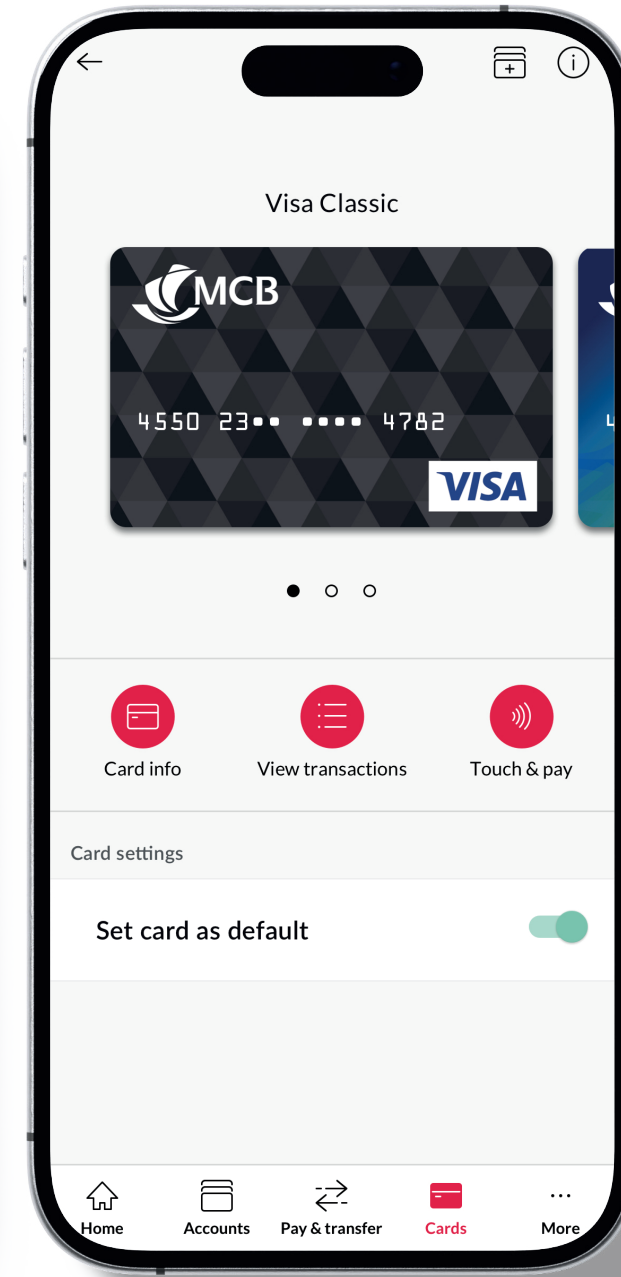 Visa Classic
MCB
4550 23•• •••• 4782
VISA
Card info
View transactions
Touch & pay
Card settings
Set card as default
Home
Accounts
Pay & transfer
Cards
More